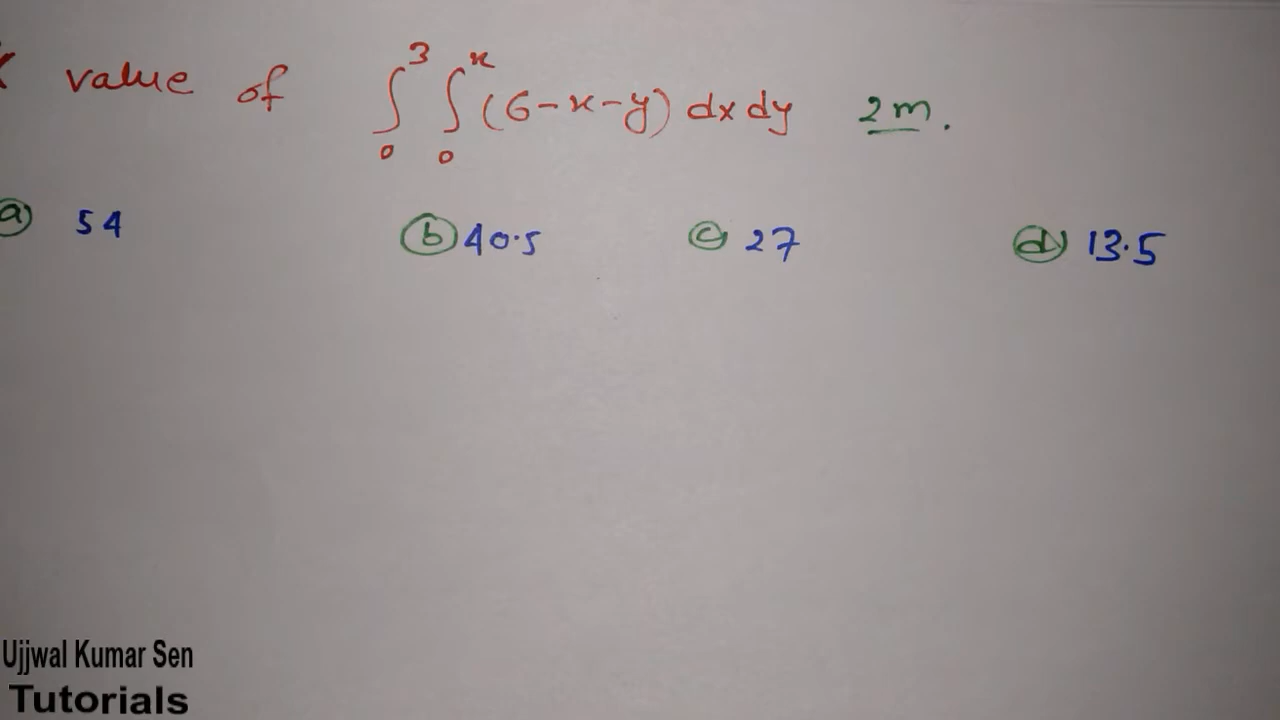 value of ∫₀³ ∫₀ˣ (6-x-y) dx dy 2m.
a) 54 b) 40.5 c) 27 d) 13.5
Ujjwal Kumar Sen
Tutorials